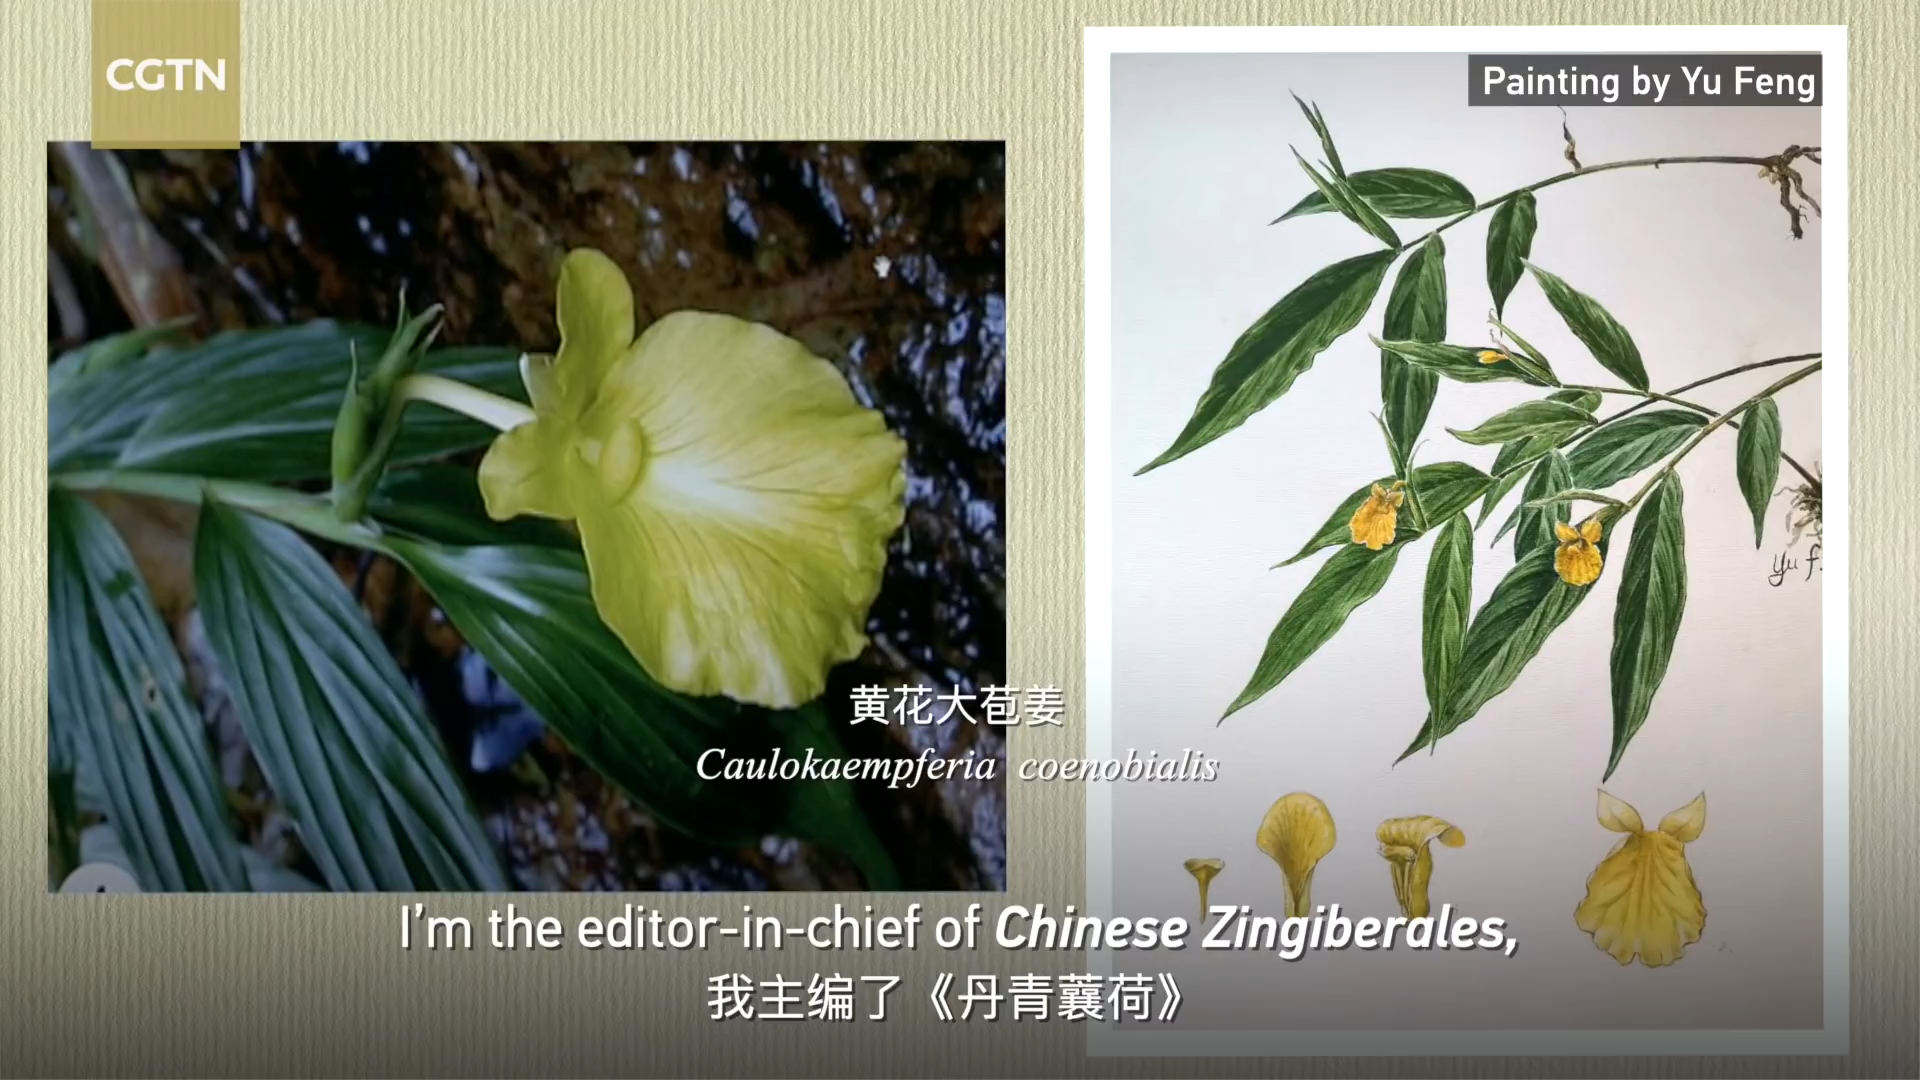 CGTN
Painting by Yu Feng
Yu f.
黄花大苞姜
Caulokaempferia coenobialis
I'm the editor-in-chief of Chinese Zingiberales,
我主编了《丹青蘘荷》